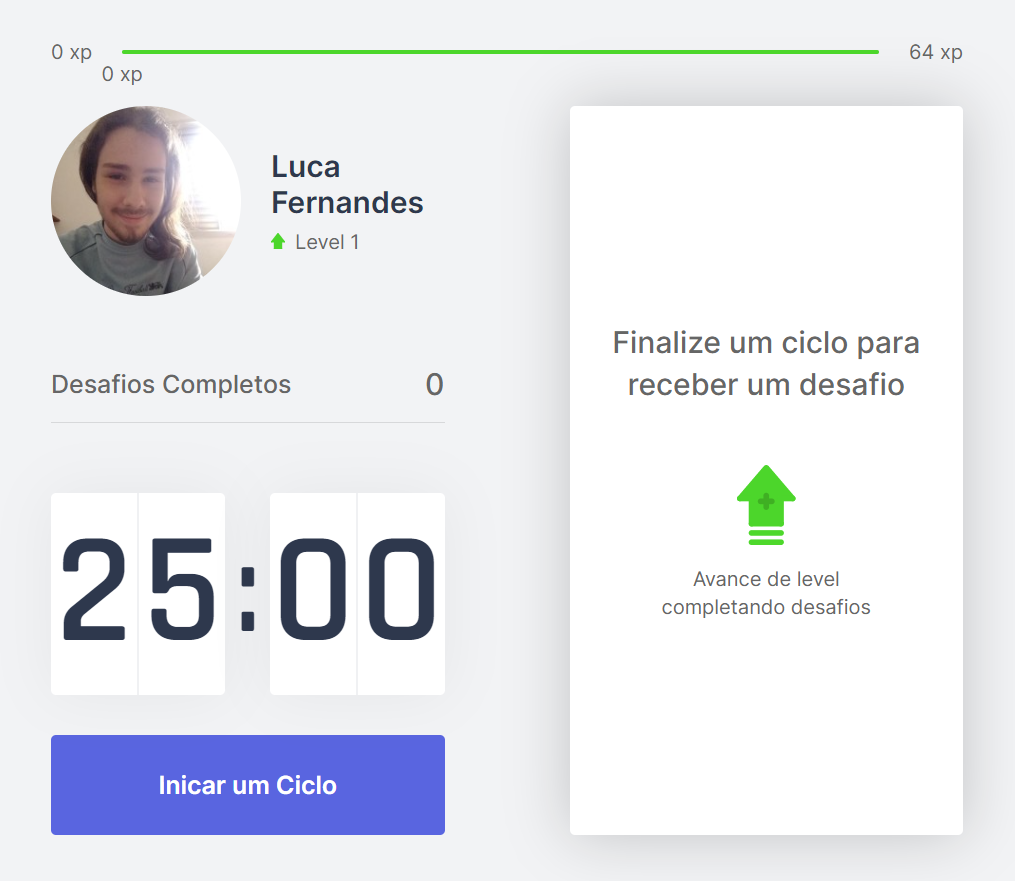 0 xp
64 xp
0 xp
Luca
Fernandes
Level 1
Desafios Completos
0
25:00
Inicar um Ciclo
Finalize um ciclo para
receber um desafio
Avance de level
completando desafios